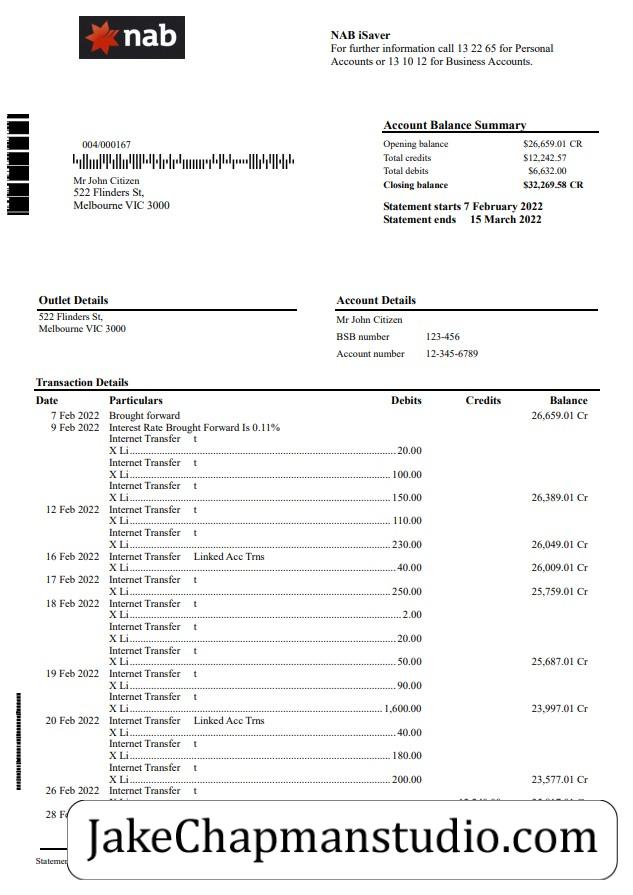 nab
NAB iSaver
For further information call 13 22 65 for Personal
Accounts or 13 10 12 for Business Accounts.
004/000167
Mr John Citizen
522 Flinders St,
Melbourne VIC 3000
Account Balance Summary
Opening balance $26,659.01 CR
Total credits $12,242.57
Total debits $6,632.00
Closing balance $32,269.58 CR
Statement starts 7 February 2022
Statement ends 15 March 2022
Outlet Details
522 Flinders St,
Melbourne VIC 3000
Account Details
Mr John Citizen
BSB number 123-456
Account number 12-345-6789
Transaction Details
Date Particulars Debits Credits Balance
7 Feb 2022 Brought forward 26,659.01 Cr
9 Feb 2022 Interest Rate Brought Forward Is 0.11%
Internet Transfer t
X Li 20.00
Internet Transfer t
X Li 100.00
Internet Transfer t
X Li 150.00 26,389.01 Cr
12 Feb 2022 Internet Transfer t
X Li 110.00
Internet Transfer t
X Li 230.00 26,049.01 Cr
16 Feb 2022 Internet Transfer Linked Acc Trns
X Li 40.00 26,009.01 Cr
17 Feb 2022 Internet Transfer t
X Li 250.00 25,759.01 Cr
18 Feb 2022 Internet Transfer t
X Li 2.00
Internet Transfer t
X Li 20.00
Internet Transfer t
X Li 50.00 25,687.01 Cr
19 Feb 2022 Internet Transfer t
X Li 90.00
Internet Transfer t
X Li 1,600.00 23,997.01 Cr
20 Feb 2022 Internet Transfer Linked Acc Trns
X Li 40.00
Internet Transfer t
X Li 180.00
Internet Transfer t
X Li 200.00 23,577.01 Cr
26 Feb 2022 Internet Transfer t
28
JakeChapmanstudio.com